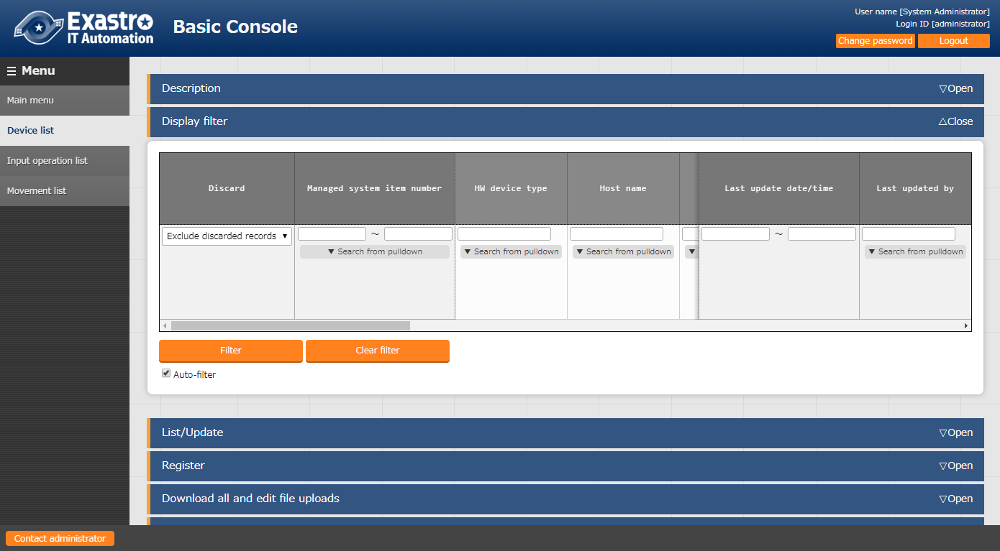 Exastro
IT Automation
Basic Console
User name [System Administrator]
Login ID [administrator]
Change password
Logout
☰ Menu
Main menu
Device list
Input operation list
Movement list
Description
▽Open
Display filter
△Close
Discard
Managed system item number
HW device type
Host name
Last update date/time
Last updated by
Exclude discarded records ▼
~
~
▼ Search from pulldown
▼ Search from pulldown
▼ Search from pulldown
▼
▼ Search from pulldown
Filter
Clear filter
Auto-filter
List/Update
▽Open
Register
▽Open
Download all and edit file uploads
▽Open
Contact administrator